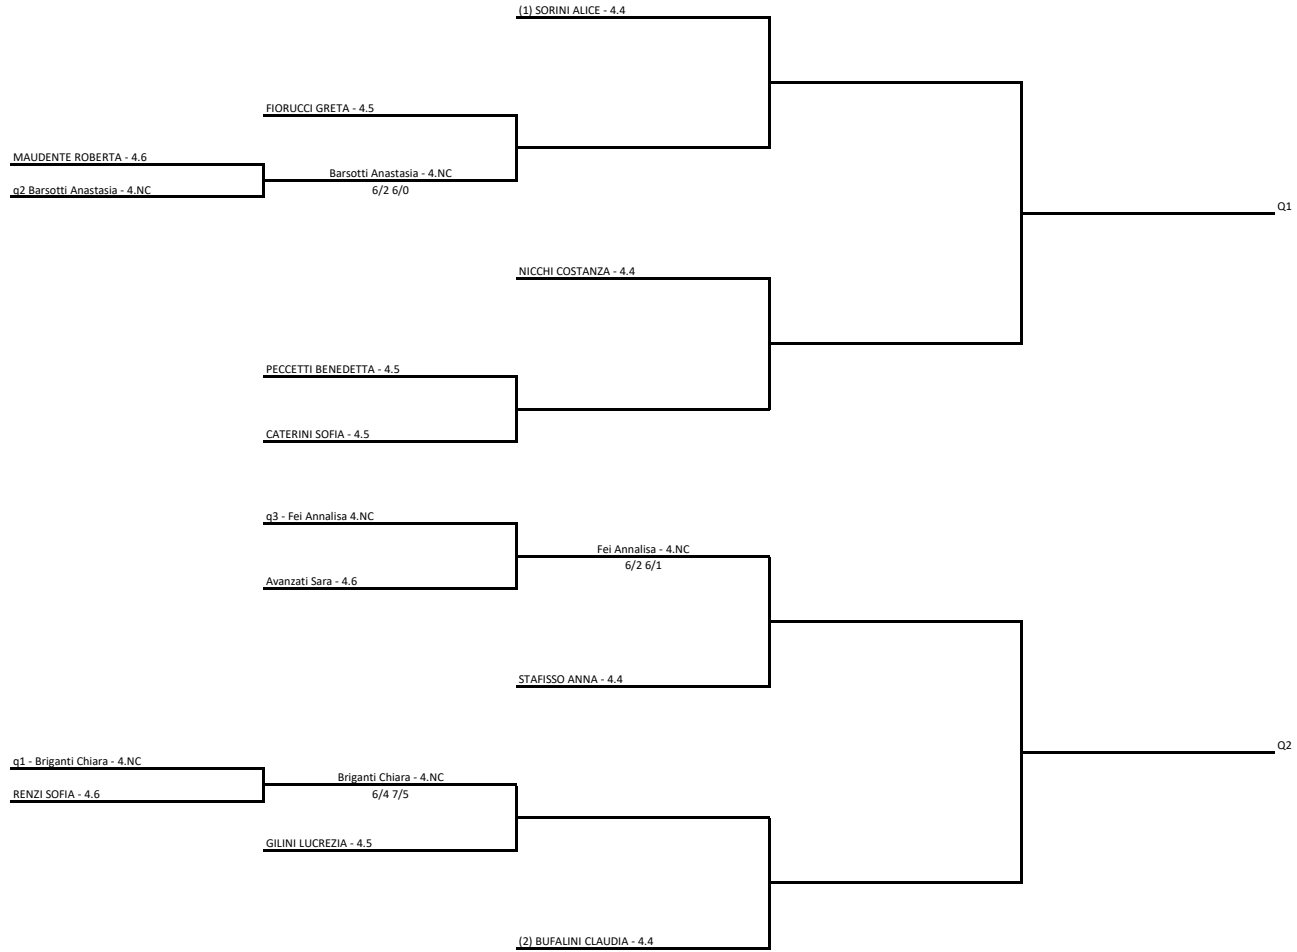 (1) SORINI ALICE - 4.4
FIORUCCI GRETA - 4.5
MAUDENTE ROBERTA - 4.6
Barsotti Anastasia - 4.NC
q2 Barsotti Anastasia - 4.NC
6/2 6/0
Q1
NICCHI COSTANZA - 4.4
PECCETTI BENEDETTA - 4.5
CATERINI SOFIA - 4.5
q3 - Fei Annalisa 4.NC
Fei Annalisa - 4.NC
6/2 6/1
Avanzati Sara - 4.6
STAFISSO ANNA - 4.4
Q2
q1 - Briganti Chiara - 4.NC
Briganti Chiara - 4.NC
RENZI SOFIA - 4.6
6/4 7/5
GILINI LUCREZIA - 4.5
(2) BUFALINI CLAUDIA - 4.4